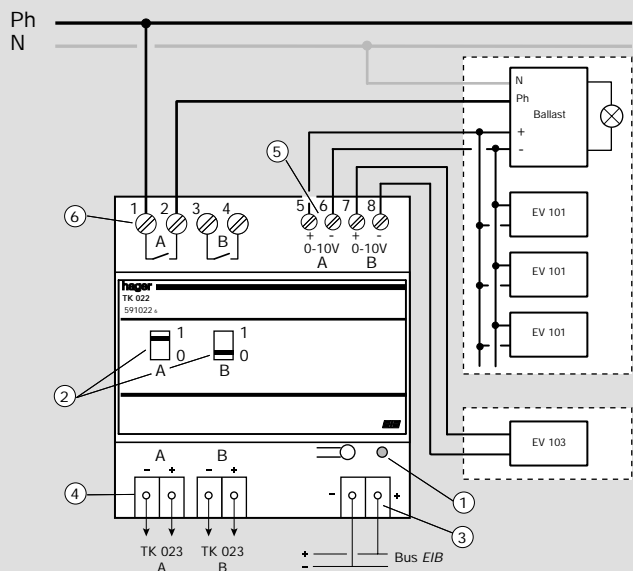 Ph
N
N
Ph
Ballast
+
-
5
1 2 3 4 5 6 7 8
6
A B
+ - + -
0-10V 0-10V
A B
EV 101
EV 101
EV 101
hager
TK 022
591022
1 1
0 0
A B
2
EV 103
A B
- + - +
1
4
- +
3
TK 023 TK 023
A B
+
-
Bus EIB